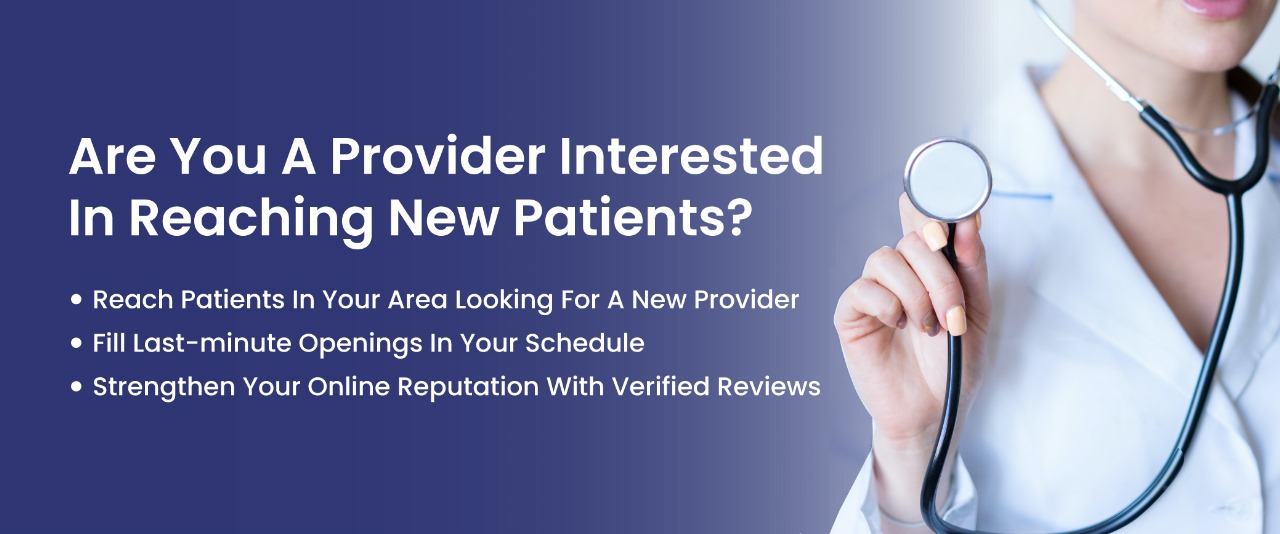 Are You A Provider Interested
In Reaching New Patients?
• Reach Patients In Your Area Looking For A New Provider
• Fill Last-minute Openings In Your Schedule
• Strengthen Your Online Reputation With Verified Reviews